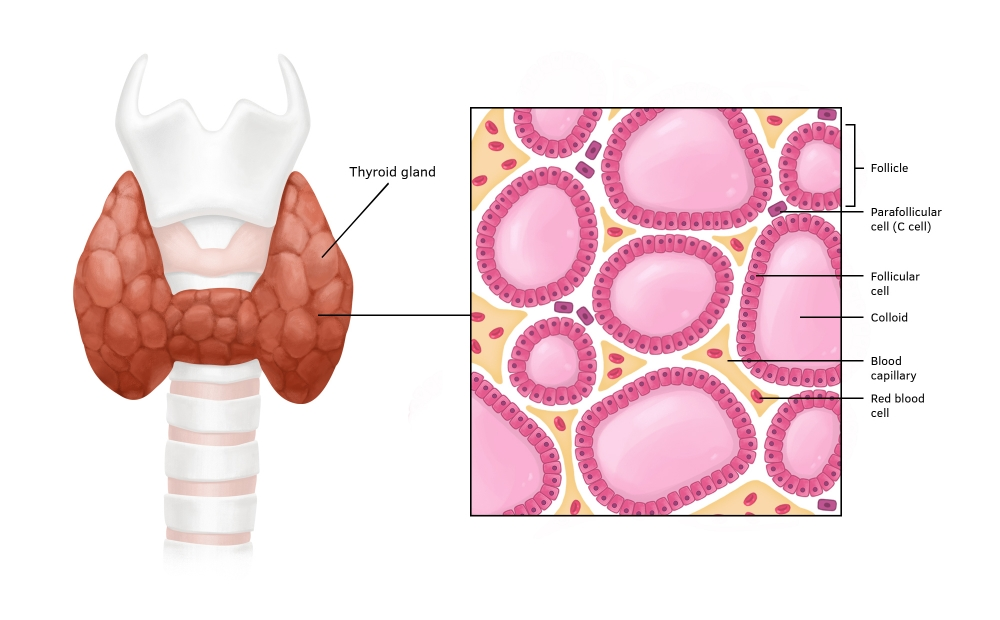 Thyroid gland
Follicle
Parafollicular
cell (C cell)
Follicular
cell
Colloid
Blood
capillary
Red blood
cell